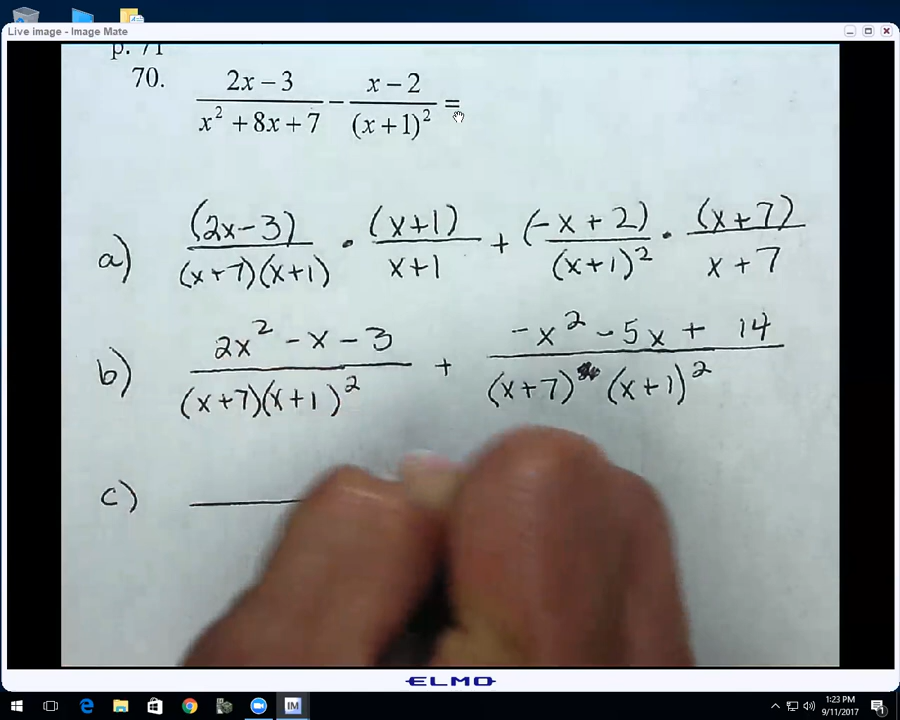 Live image - Image Mate
p. 71
70. (2x − 3)/(x² + 8x + 7) − (x − 2)/(x + 1)² =
a) (2x − 3)/((x+7)(x+1)) · (x+1)/(x+1) + (−x + 2)/(x+1)² · (x+7)/(x+7)
b) (2x² − x − 3)/((x+7)(x+1)²) + (−x² − 5x + 14)/((x+7)(x+1)²)
c)
ELMO
IM
1:23 PM
9/11/2017
1